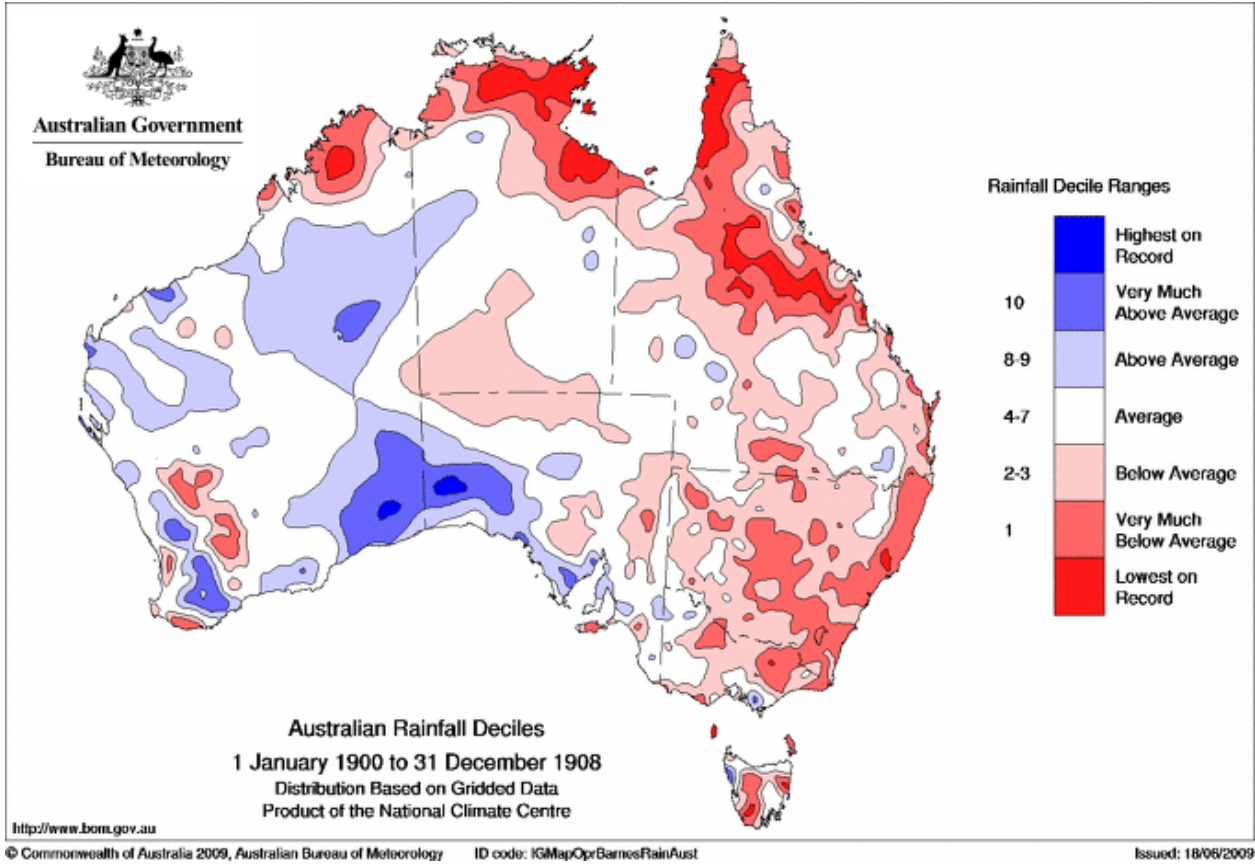 Australian Government
Bureau of Meteorology
Rainfall Decile Ranges
Highest on
Record
10
Very Much
Above Average
8-9
Above Average
4-7
Average
2-3
Below Average
1
Very Much
Below Average
Lowest on
Record
Australian Rainfall Deciles
1 January 1900 to 31 December 1908
Distribution Based on Gridded Data
Product of the National Climate Centre
http://www.bom.gov.au
© Commonwealth of Australia 2009, Australian Bureau of Meteorology ID code: IGMapOprBarnesRainAust Issued: 18/06/2009